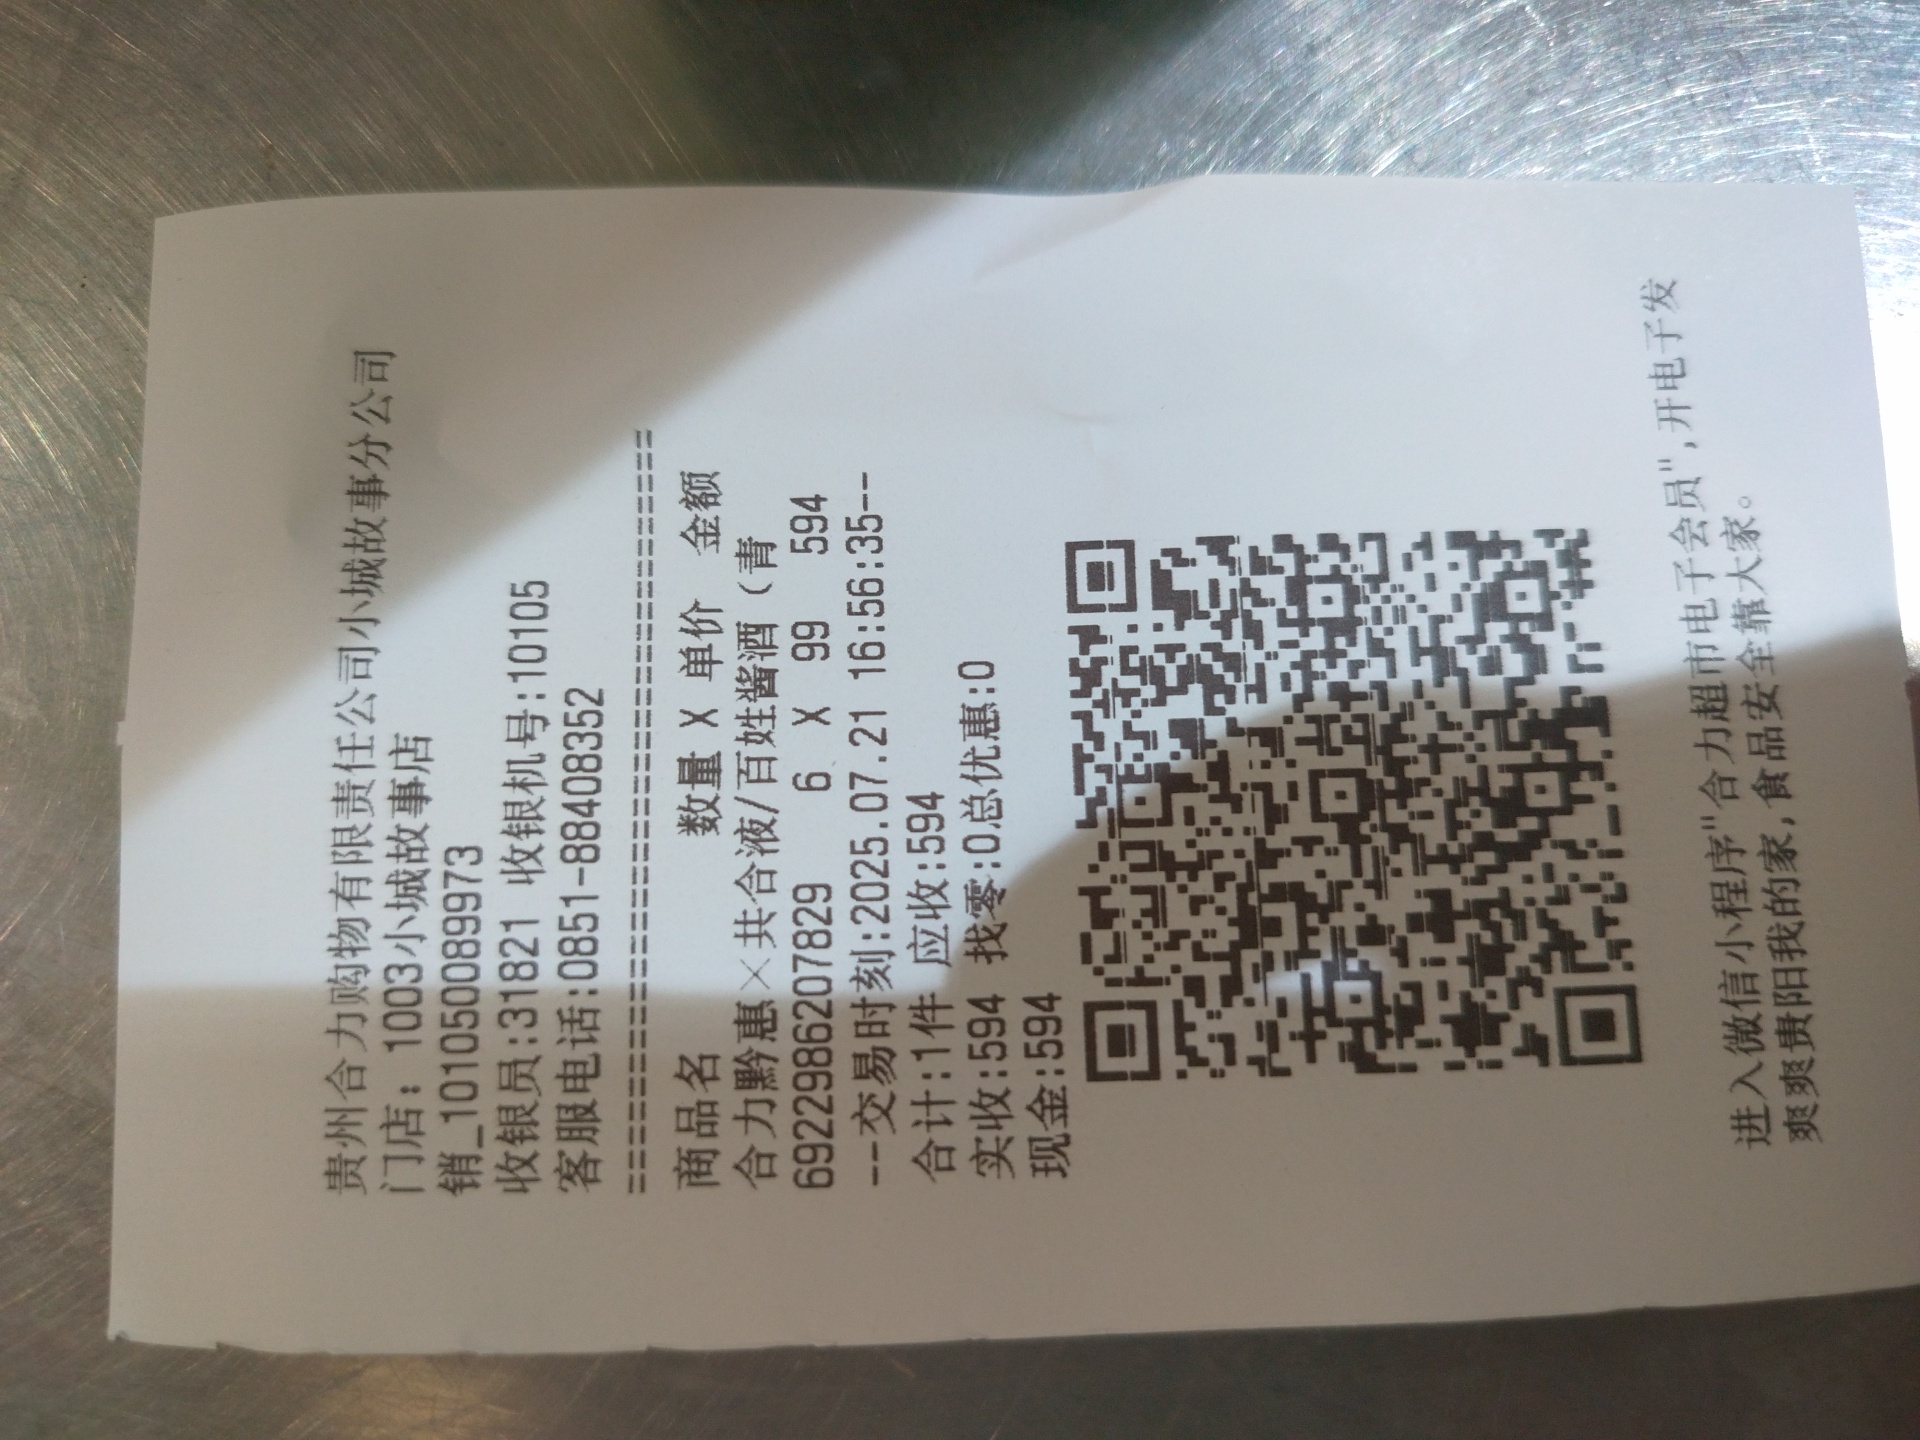 贵州合力购物有限责任公司小城故事分公司
门店：1003小城故事店
销_101050089973
收银员:31821 收银机号:10105
客服电话:0851-88408352
======================================
商品名 数量 X 单价 金额
合力黔惠×共合液/百姓酱酒（青
69222986207829 6 X 99 594
--交易时刻:2025.07.21 16:56:35--
合计:1件 应收:594
实收:594 找零:0总优惠:0
现金:594
进入微信小程序"合力超市电子会员",开电子发
爽爽贵阳我的家,食品安全靠大家。